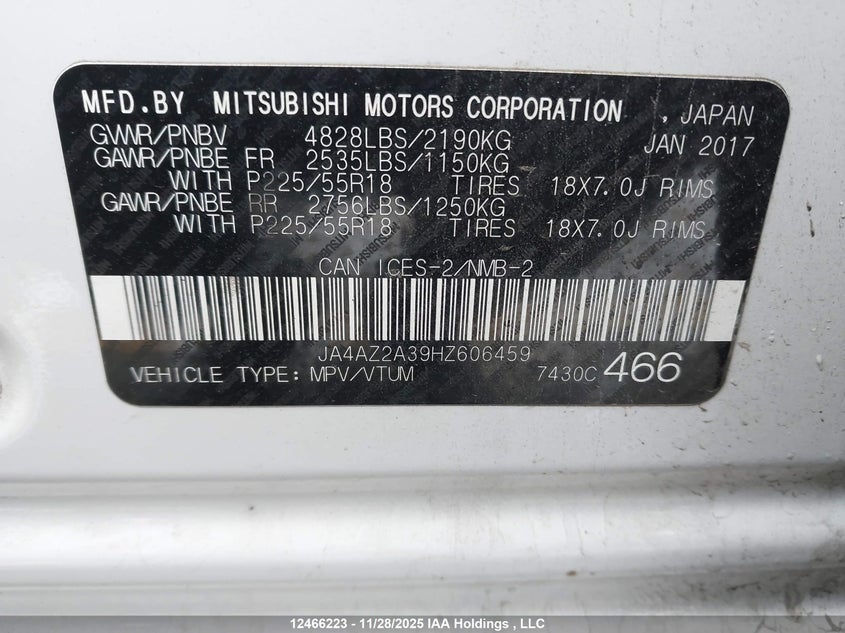 MFD.BY MITSUBISHI MOTORS CORPORATION , JAPAN
GVWR/PNBV 4828LBS/2190KG JAN 2017
GAWR/PNBE FR 2535LBS/1150KG
WITH P225/55R18 TIRES 18X7.0J RIMS
GAWR/PNBE RR 2756LBS/1250KG
WITH P225/55R18 TIRES 18X7.0J RIMS
CAN ICES-2/NMB-2
JA4AZ2A39HZ606459
VEHICLE TYPE: MPV/VTUM 7430C 466
12466223 - 11/28/2025 IAA Holdings , LLC